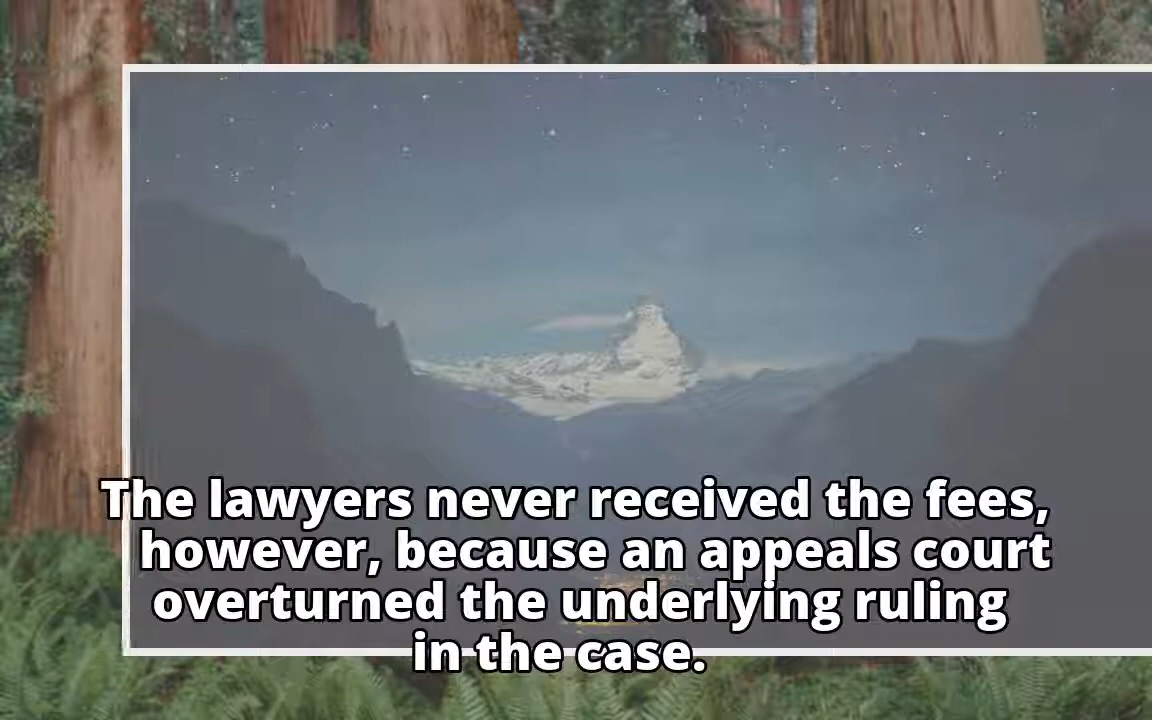 The lawyers never received the fees,
however, because an appeals court
overturned the underlying ruling
in the case.